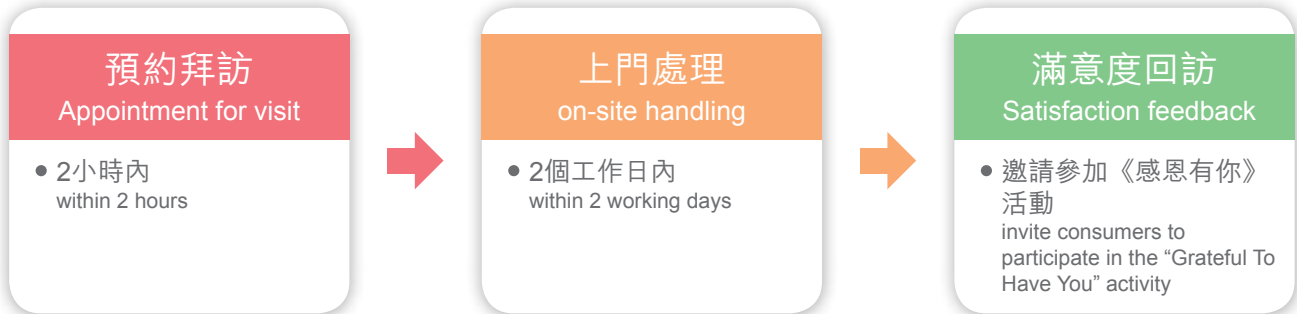 預約拜訪
Appointment for visit
● 2小時內
within 2 hours
上門處理
on-site handling
● 2個工作日內
within 2 working days
滿意度回訪
Satisfaction feedback
● 邀請參加《感恩有你》
活動
invite consumers to
participate in the “Grateful To
Have You” activity